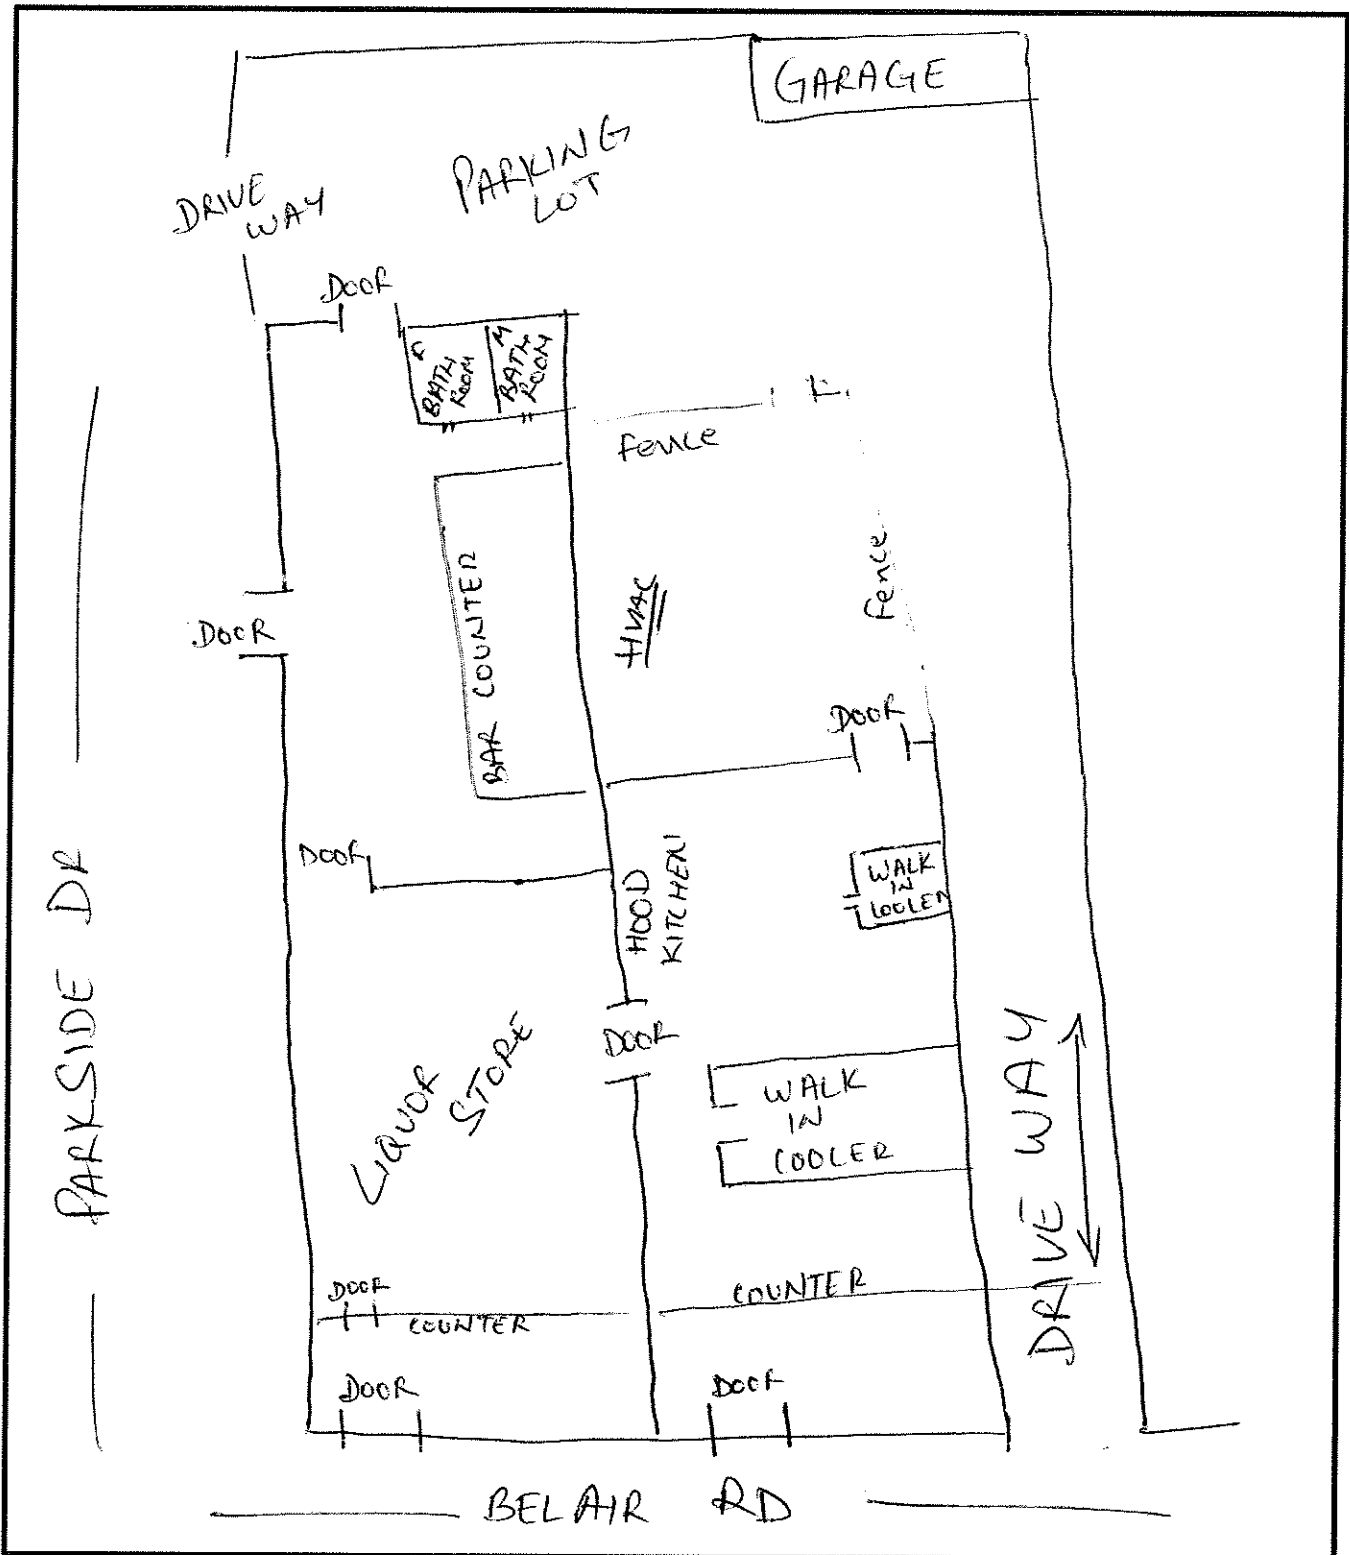 GARAGE
PARKING
LOT
DRIVE
WAY
DOOR
F
BATH
ROOM
M
BATH
ROOM
fence
fence
BAR COUNTER
HVAC
DOOR
DOOR
DOOR
HOOD
KITCHEN
WALK
IN
COOLER
PARKSIDE DR
LIQUOR
STORE
DOOR
WALK
IN
COOLER
DRIVE WAY
DOOR
COUNTER
COUNTER
DOOR
DOOR
BELAIR RD